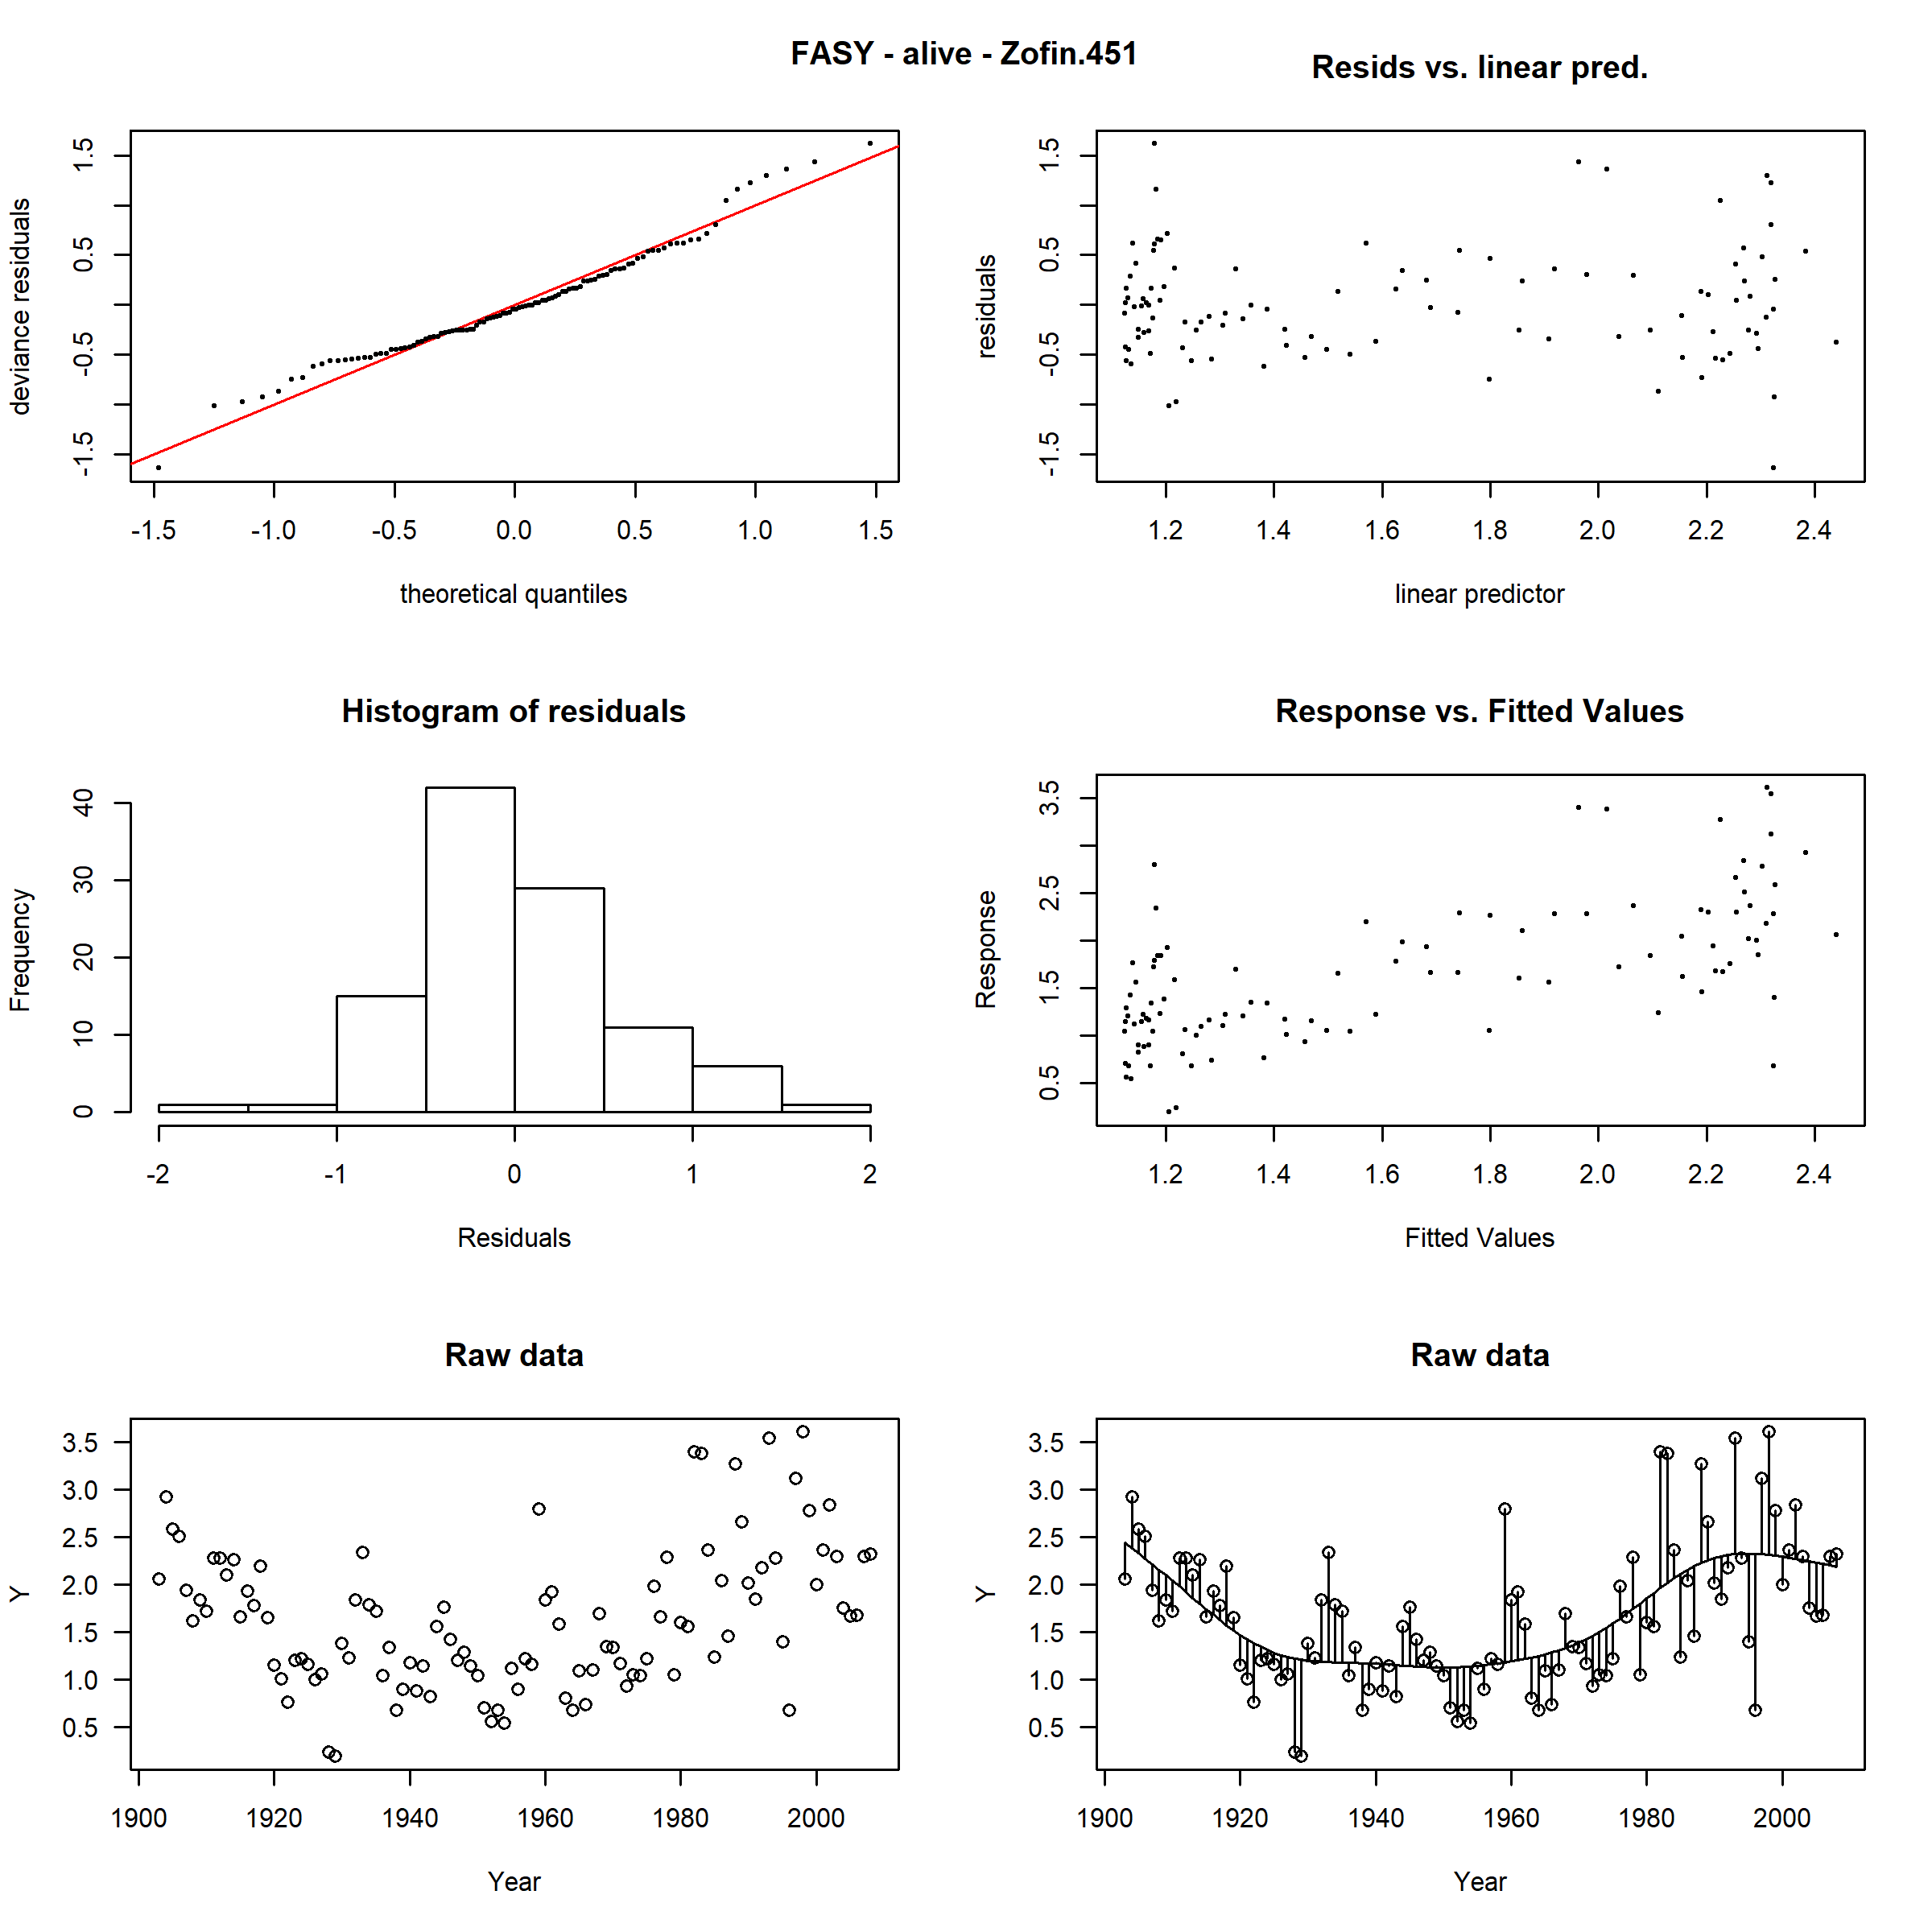 FASY - alive - Zofin.451
Resids vs. linear pred.
deviance residuals
-1.5 -0.5 0.5 1.5
-1.5 -1.0 -0.5 0.0 0.5 1.0 1.5
theoretical quantiles
residuals
-1.5 -0.5 0.5 1.5
1.2 1.4 1.6 1.8 2.0 2.2 2.4
linear predictor
Histogram of residuals
Frequency
0 10 20 30 40
-2 -1 0 1 2
Residuals
Response vs. Fitted Values
Response
0.5 1.5 2.5 3.5
1.2 1.4 1.6 1.8 2.0 2.2 2.4
Fitted Values
Raw data
Y
3.5
3.0
2.5
2.0
1.5
1.0
0.5
1900 1920 1940 1960 1980 2000
Year
Raw data
Y
3.5
3.0
2.5
2.0
1.5
1.0
0.5
1900 1920 1940 1960 1980 2000
Year